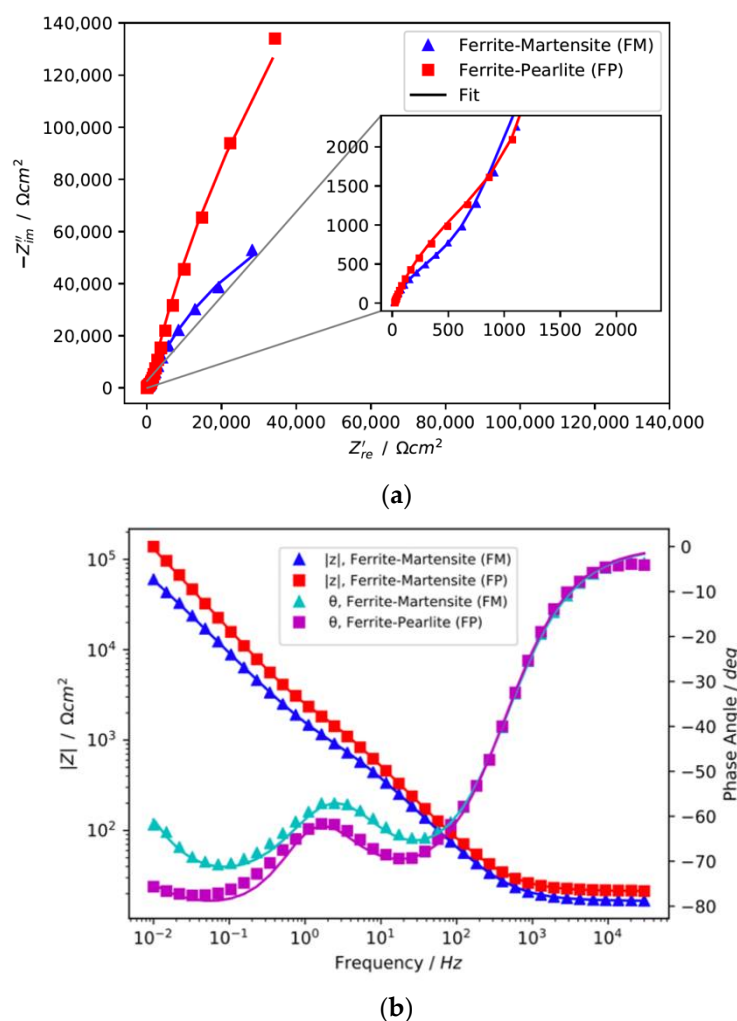 140,000
120,000
100,000
80,000
60,000
40,000
20,000
0
−Z''im / Ωcm²
Ferrite-Martensite (FM)
Ferrite-Pearlite (FP)
Fit
2000
1500
1000
500
0
0 500 1000 1500 2000
0 20,000 40,000 60,000 80,000 100,000 120,000 140,000
Z're / Ωcm²
(a)
|z|, Ferrite-Martensite (FM)
|z|, Ferrite-Martensite (FP)
θ, Ferrite-Martensite (FM)
θ, Ferrite-Pearlite (FP)
10⁵
10⁴
10³
10²
|Z| / Ωcm²
0
−10
−20
−30
−40
−50
−60
−70
−80
Phase Angle / deg
10⁻² 10⁻¹ 10⁰ 10¹ 10² 10³ 10⁴
Frequency / Hz
(b)